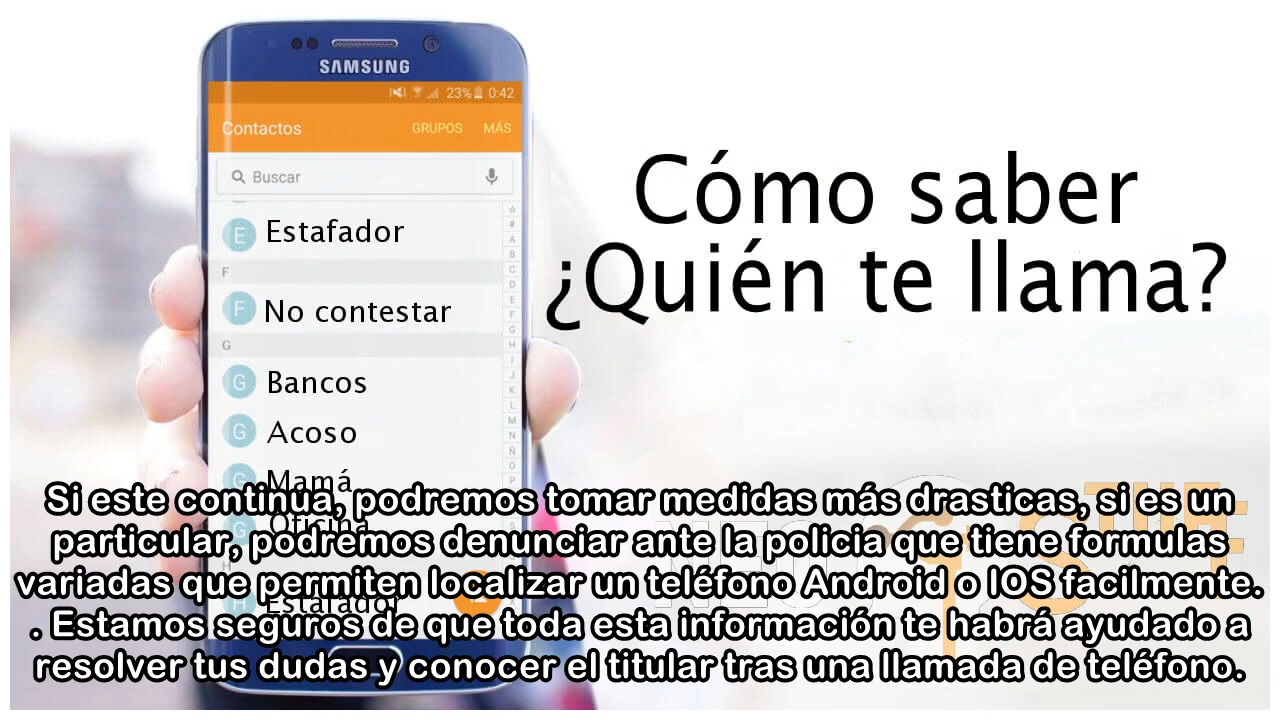 SAMSUNG
23% 0:42
Contactos GRUPOS MÁS
Buscar
E Estafador
F
F No contestar
G
G Bancos
G Acoso
Mamá
Oficina
H
Estafador
☆
#
A
B
C
D
E
F
G
H
I
J
K
L
M
N
Ñ
O
P
Cómo saber
¿Quién te llama?
Si este continua, podremos tomar medidas más drasticas, si es un
particular, podremos denunciar ante la policia que tiene formulas
variadas que permiten localizar un teléfono Android o IOS facilmente.
. Estamos seguros de que toda esta información te habrá ayudado a
resolver tus dudas y conocer el titular tras una llamada de teléfono.